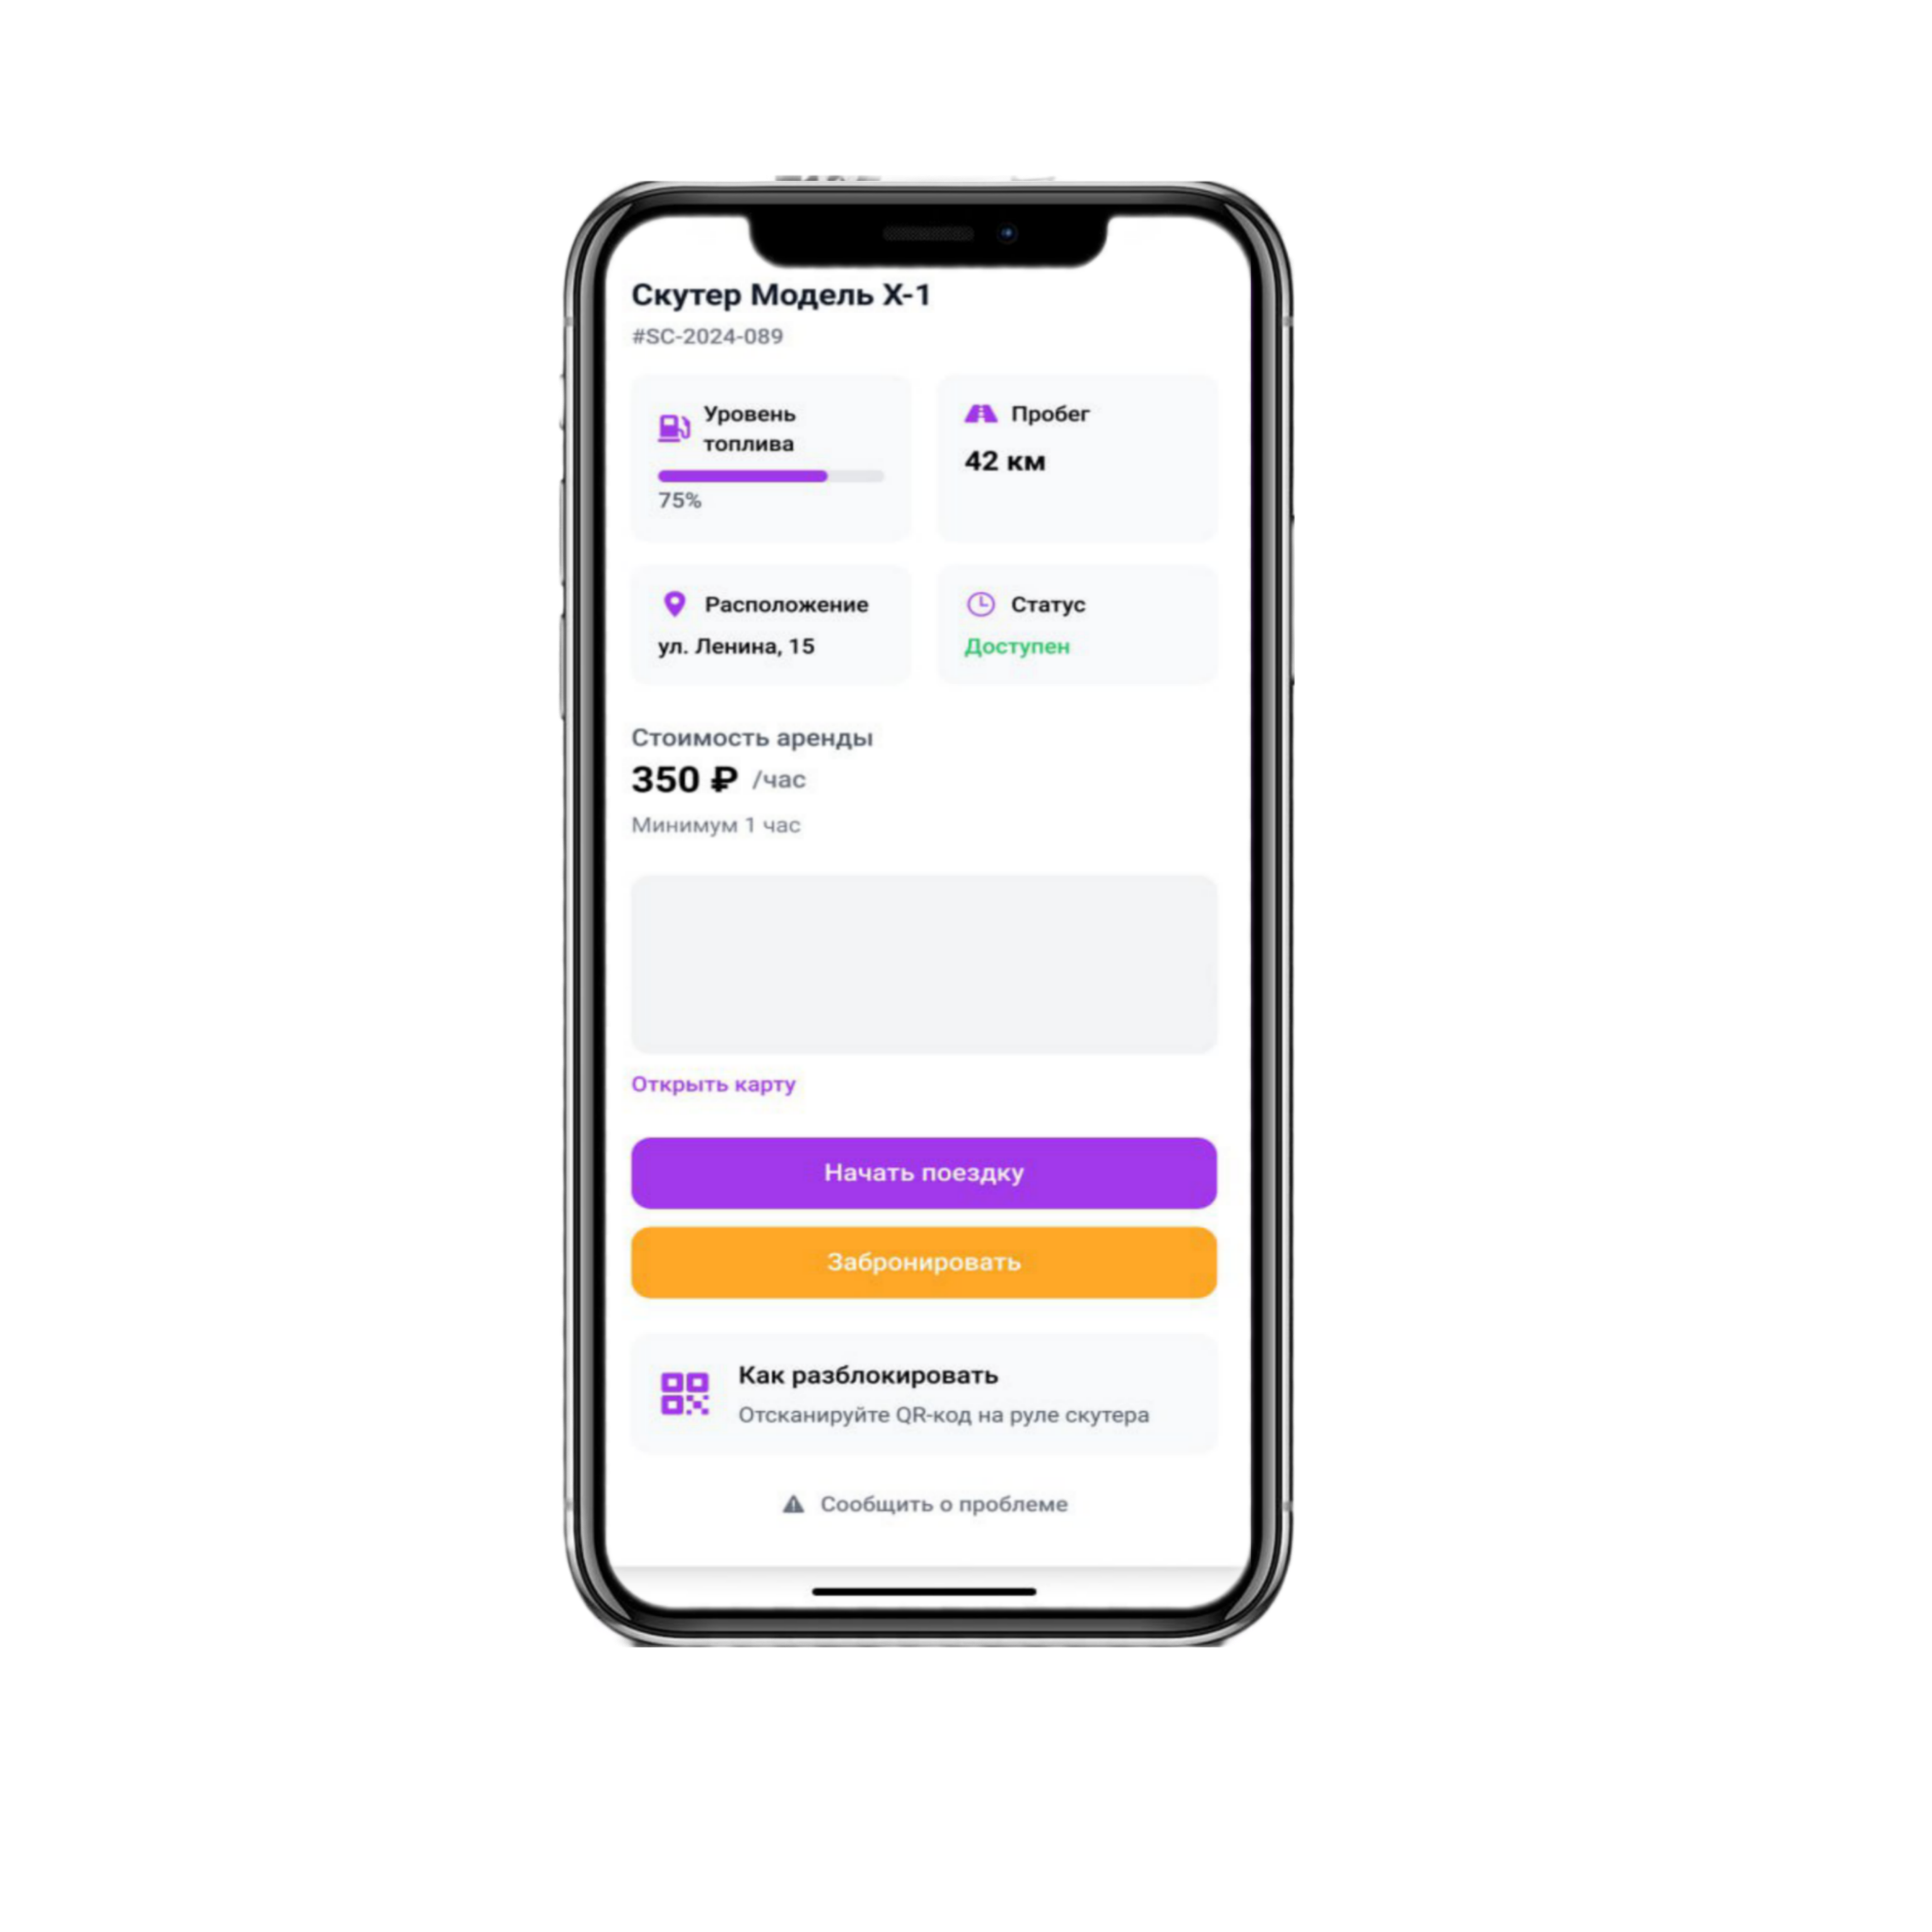 Скутер Модель X-1
#SC-2024-089
Уровень
топлива
75%
Пробег
42 км
Расположение
ул. Ленина, 15
Статус
Доступен
Стоимость аренды
350 ₽ /час
Минимум 1 час
Открыть карту
Начать поездку
Забронировать
Как разблокировать
Отсканируйте QR-код на руле скутера
Сообщить о проблеме